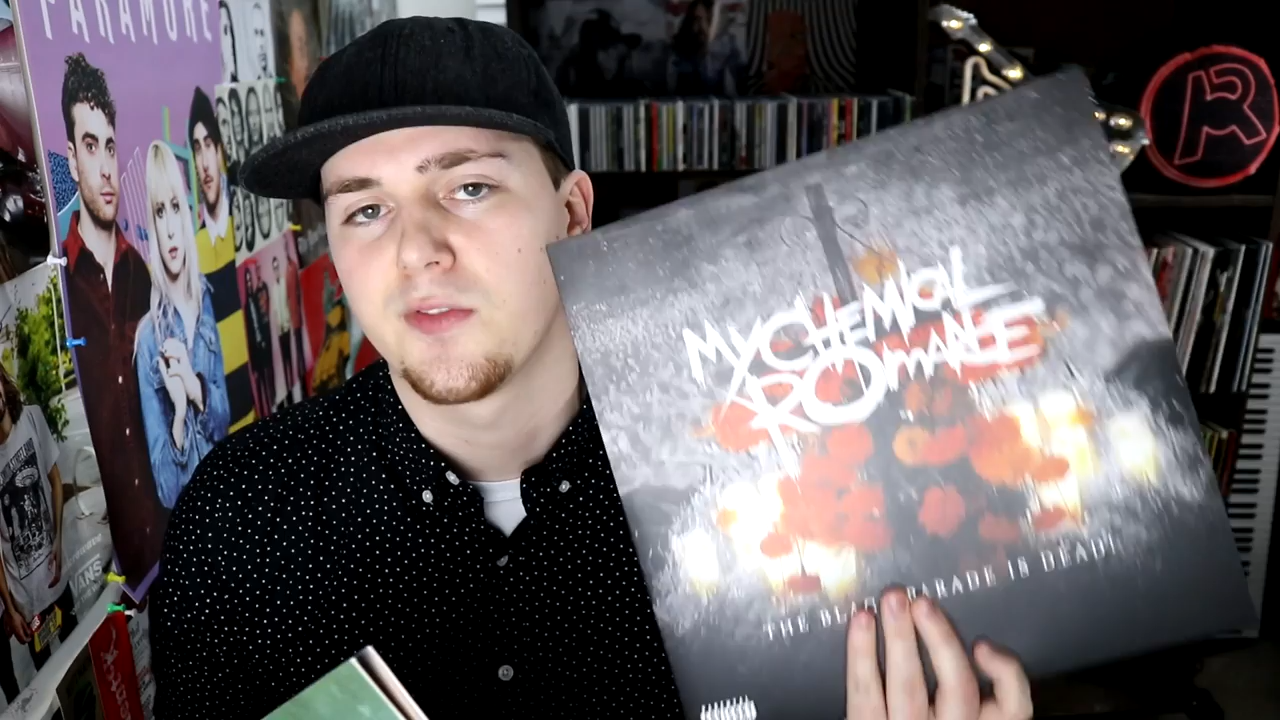 PARAMORE
MY CHEMICAL
ROMANCE
THE BLACK PARADE IS DEAD!
VANS